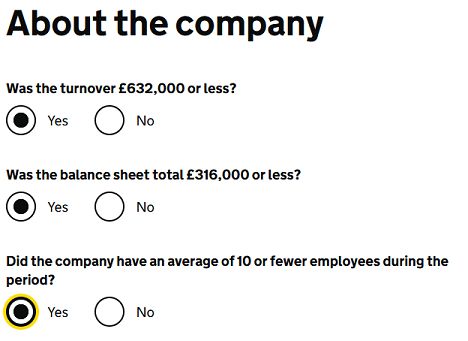 About the company
Was the turnover £632,000 or less?
Yes No
Was the balance sheet total £316,000 or less?
Yes No
Did the company have an average of 10 or fewer employees during the
period?
Yes No